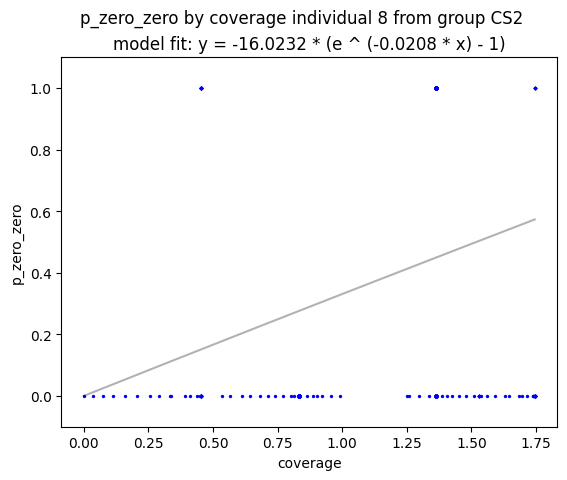 p_zero_zero by coverage individual 8 from group CS2
model fit: y = -16.0232 * (e ^ (-0.0208 * x) - 1)
1.0
0.8
0.6
0.4
0.2
0.0
p_zero_zero
0.00 0.25 0.50 0.75 1.00 1.25 1.50 1.75
coverage